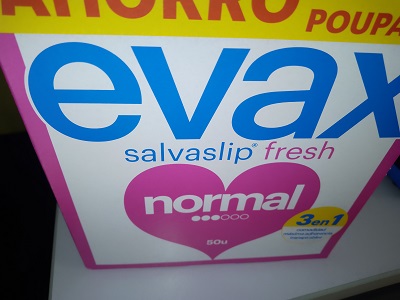 AHORRO POUPA
evax
salvaslip® fresh
normal
50u
3 en 1